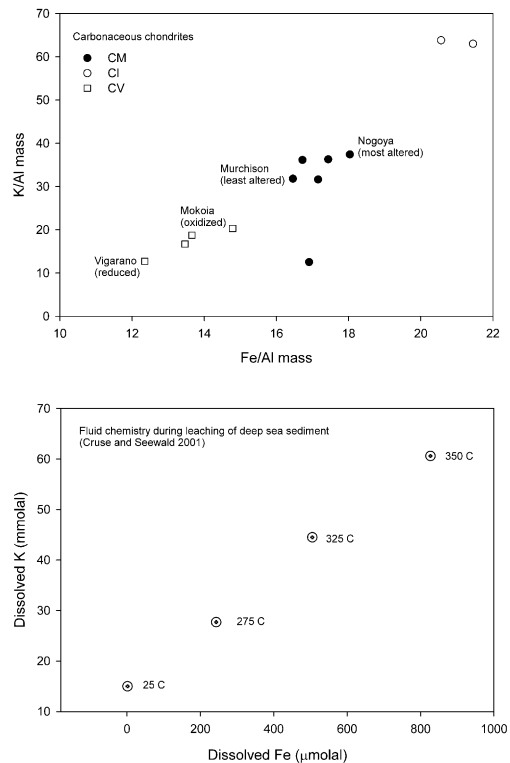 70
60
50
40
30
20
10
0
K/Al mass
Carbonaceous chondrites
CM
CI
CV
Nogoya
(most altered)
Murchison
(least altered)
Mokoia
(oxidized)
Vigarano
(reduced)
10 12 14 16 18 20 22
Fe/Al mass
70
60
50
40
30
20
10
Dissolved K (mmolal)
Fluid chemistry during leaching of deep sea sediment
(Cruse and Seewald 2001)
350 C
325 C
275 C
25 C
0 200 400 600 800 1000
Dissolved Fe (μmolal)